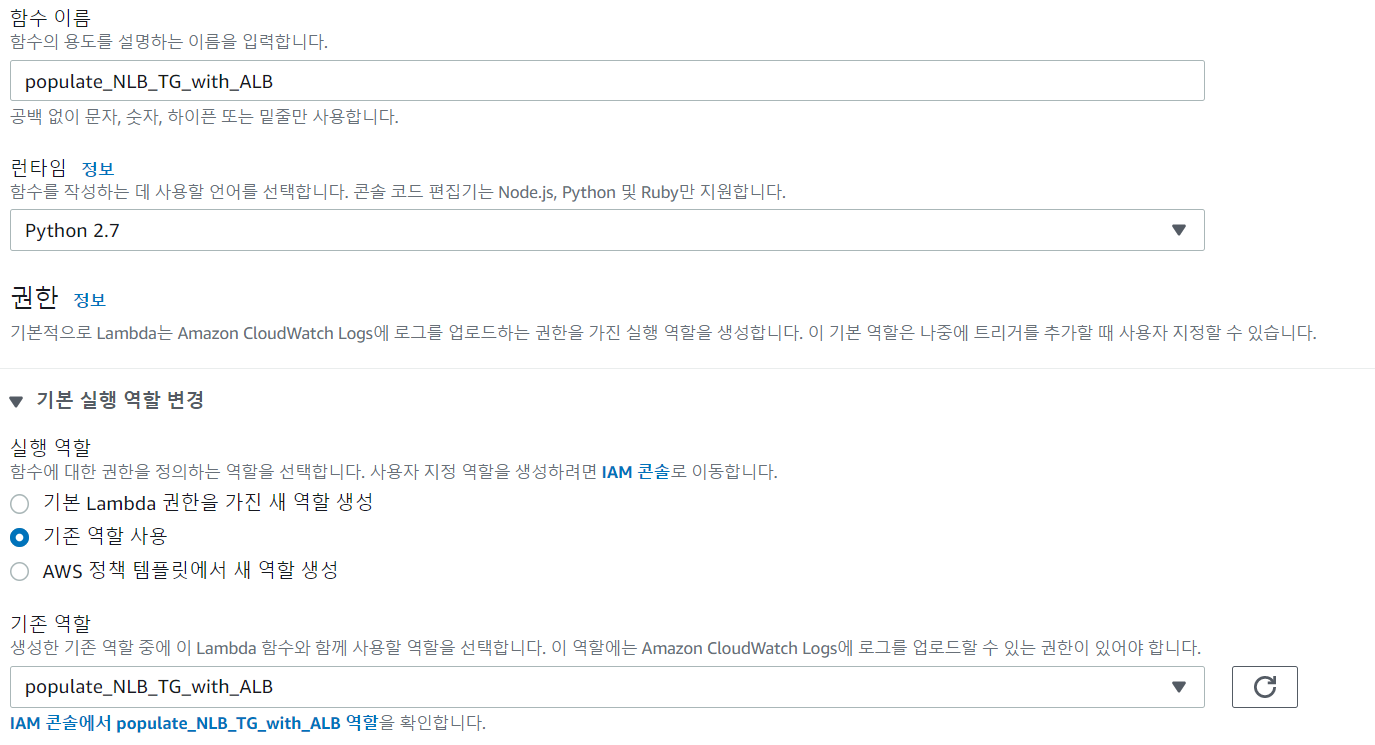 함수 이름
함수의 용도를 설명하는 이름을 입력합니다.
populate_NLB_TG_with_ALB
공백 없이 문자, 숫자, 하이픈 또는 밑줄만 사용합니다.
런타임 정보
함수를 작성하는 데 사용할 언어를 선택합니다. 콘솔 코드 편집기는 Node.js, Python 및 Ruby만 지원합니다.
Python 2.7
권한 정보
기본적으로 Lambda는 Amazon CloudWatch Logs에 로그를 업로드하는 권한을 가진 실행 역할을 생성합니다. 이 기본 역할은 나중에 트리거를 추가할 때 사용자 지정할 수 있습니다.
기본 실행 역할 변경
실행 역할
함수에 대한 권한을 정의하는 역할을 선택합니다. 사용자 지정 역할을 생성하려면 IAM 콘솔로 이동합니다.
기본 Lambda 권한을 가진 새 역할 생성
기존 역할 사용
AWS 정책 템플릿에서 새 역할 생성
기존 역할
생성한 기존 역할 중에 이 Lambda 함수와 함께 사용할 역할을 선택합니다. 이 역할에는 Amazon CloudWatch Logs에 로그를 업로드할 수 있는 권한이 있어야 합니다.
populate_NLB_TG_with_ALB
IAM 콘솔에서 populate_NLB_TG_with_ALB 역할을 확인합니다.